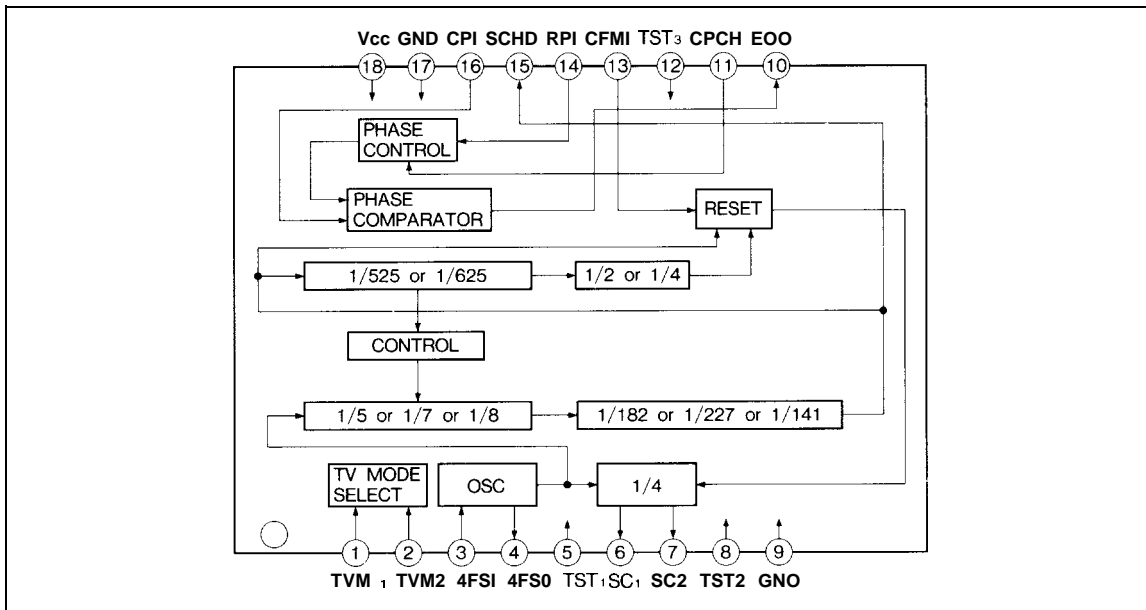 Vcc GND CPI SCHD RPI CFMI TST3 CPCH EOO
18 17 16 15 14 13 12 11 10
PHASE
CONTROL
PHASE
COMPARATOR
RESET
1/525 or 1/625
1/2 or 1/4
CONTROL
1/5 or 1/7 or 1/8
1/182 or 1/227 or 1/141
TV MODE
SELECT
OSC
1/4
1 2 3 4 5 6 7 8 9
TVM 1 TVM2 4FSI 4FS0 TST1 SC1 SC2 TST2 GNO